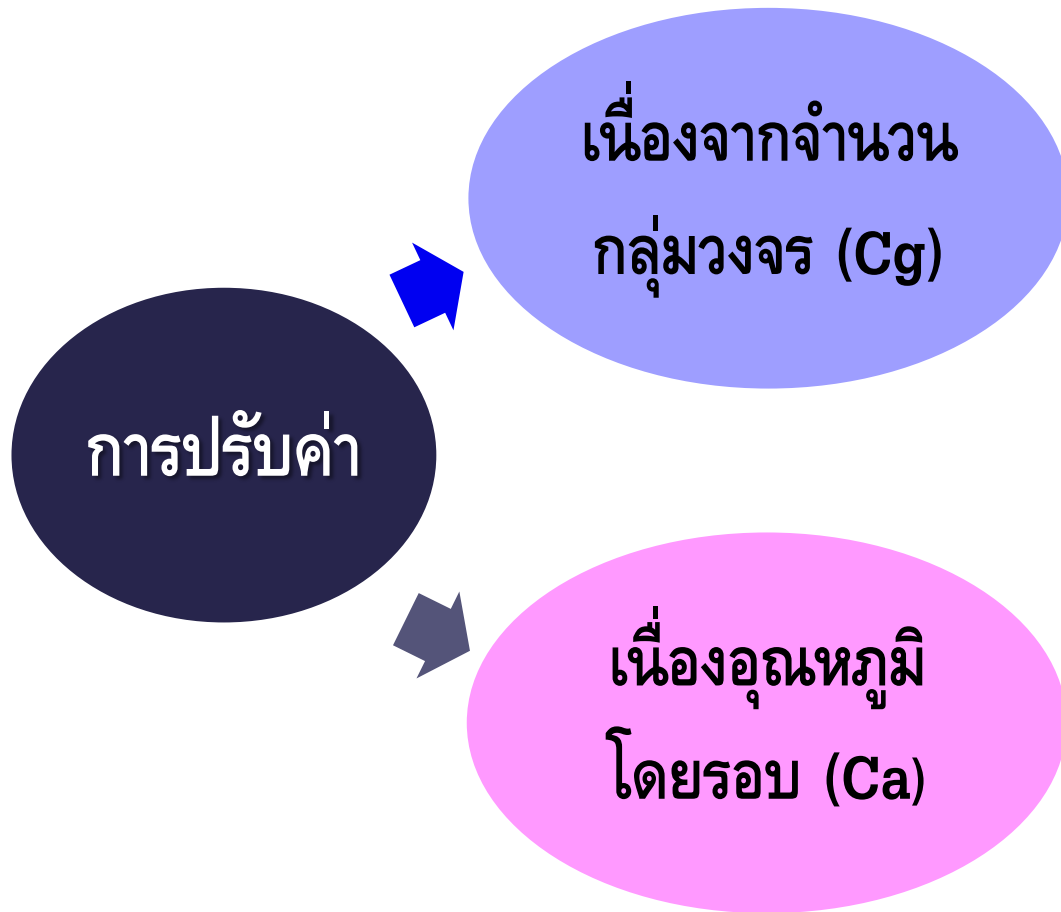 เนื่องจากจำนวน
กลุ่มวงจร (Cg)
การปรับค่า
เนื่องอุณหภูมิ
โดยรอบ (Ca)